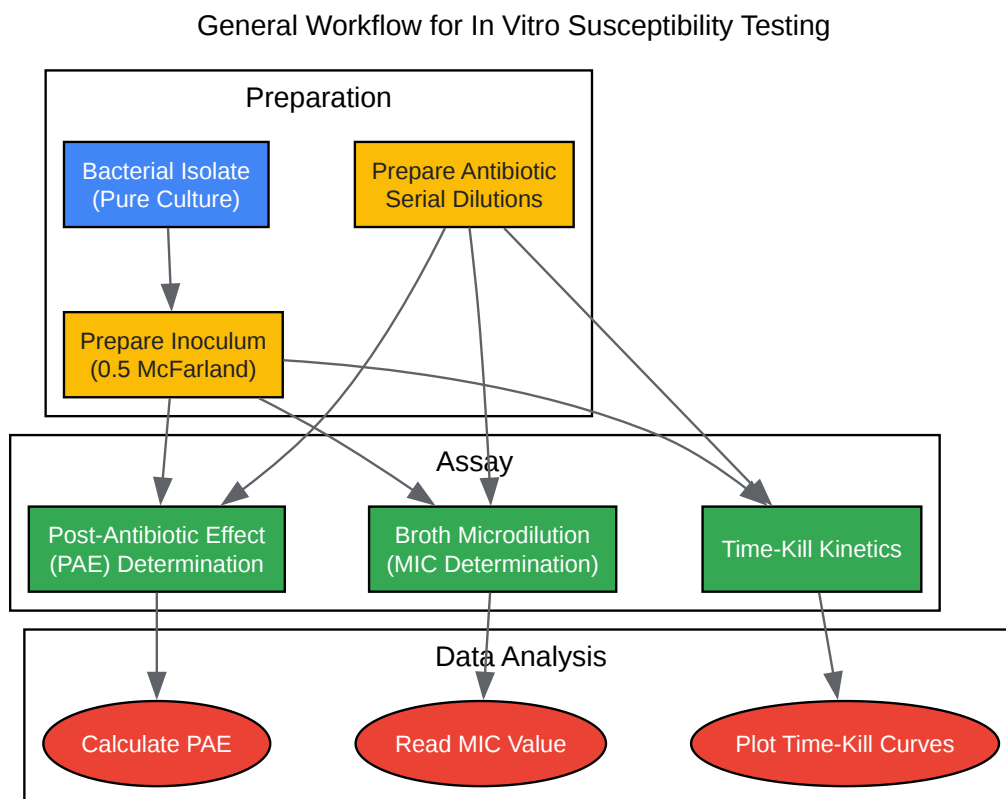 General Workflow for In Vitro Susceptibility Testing
Preparation
Bacterial Isolate
(Pure Culture)
Prepare Antibiotic
Serial Dilutions
Prepare Inoculum
(0.5 McFarland)
Assay
Post-Antibiotic Effect
(PAE) Determination
Broth Microdilution
(MIC Determination)
Time-Kill Kinetics
Data Analysis
Calculate PAE
Read MIC Value
Plot Time-Kill Curves